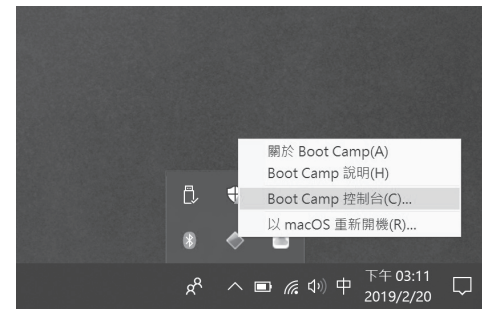 關於 Boot Camp(A)
Boot Camp 說明(H)
Boot Camp 控制台(C)...
以 macOS 重新開機(R)...
中
下午 03:11
2019/2/20